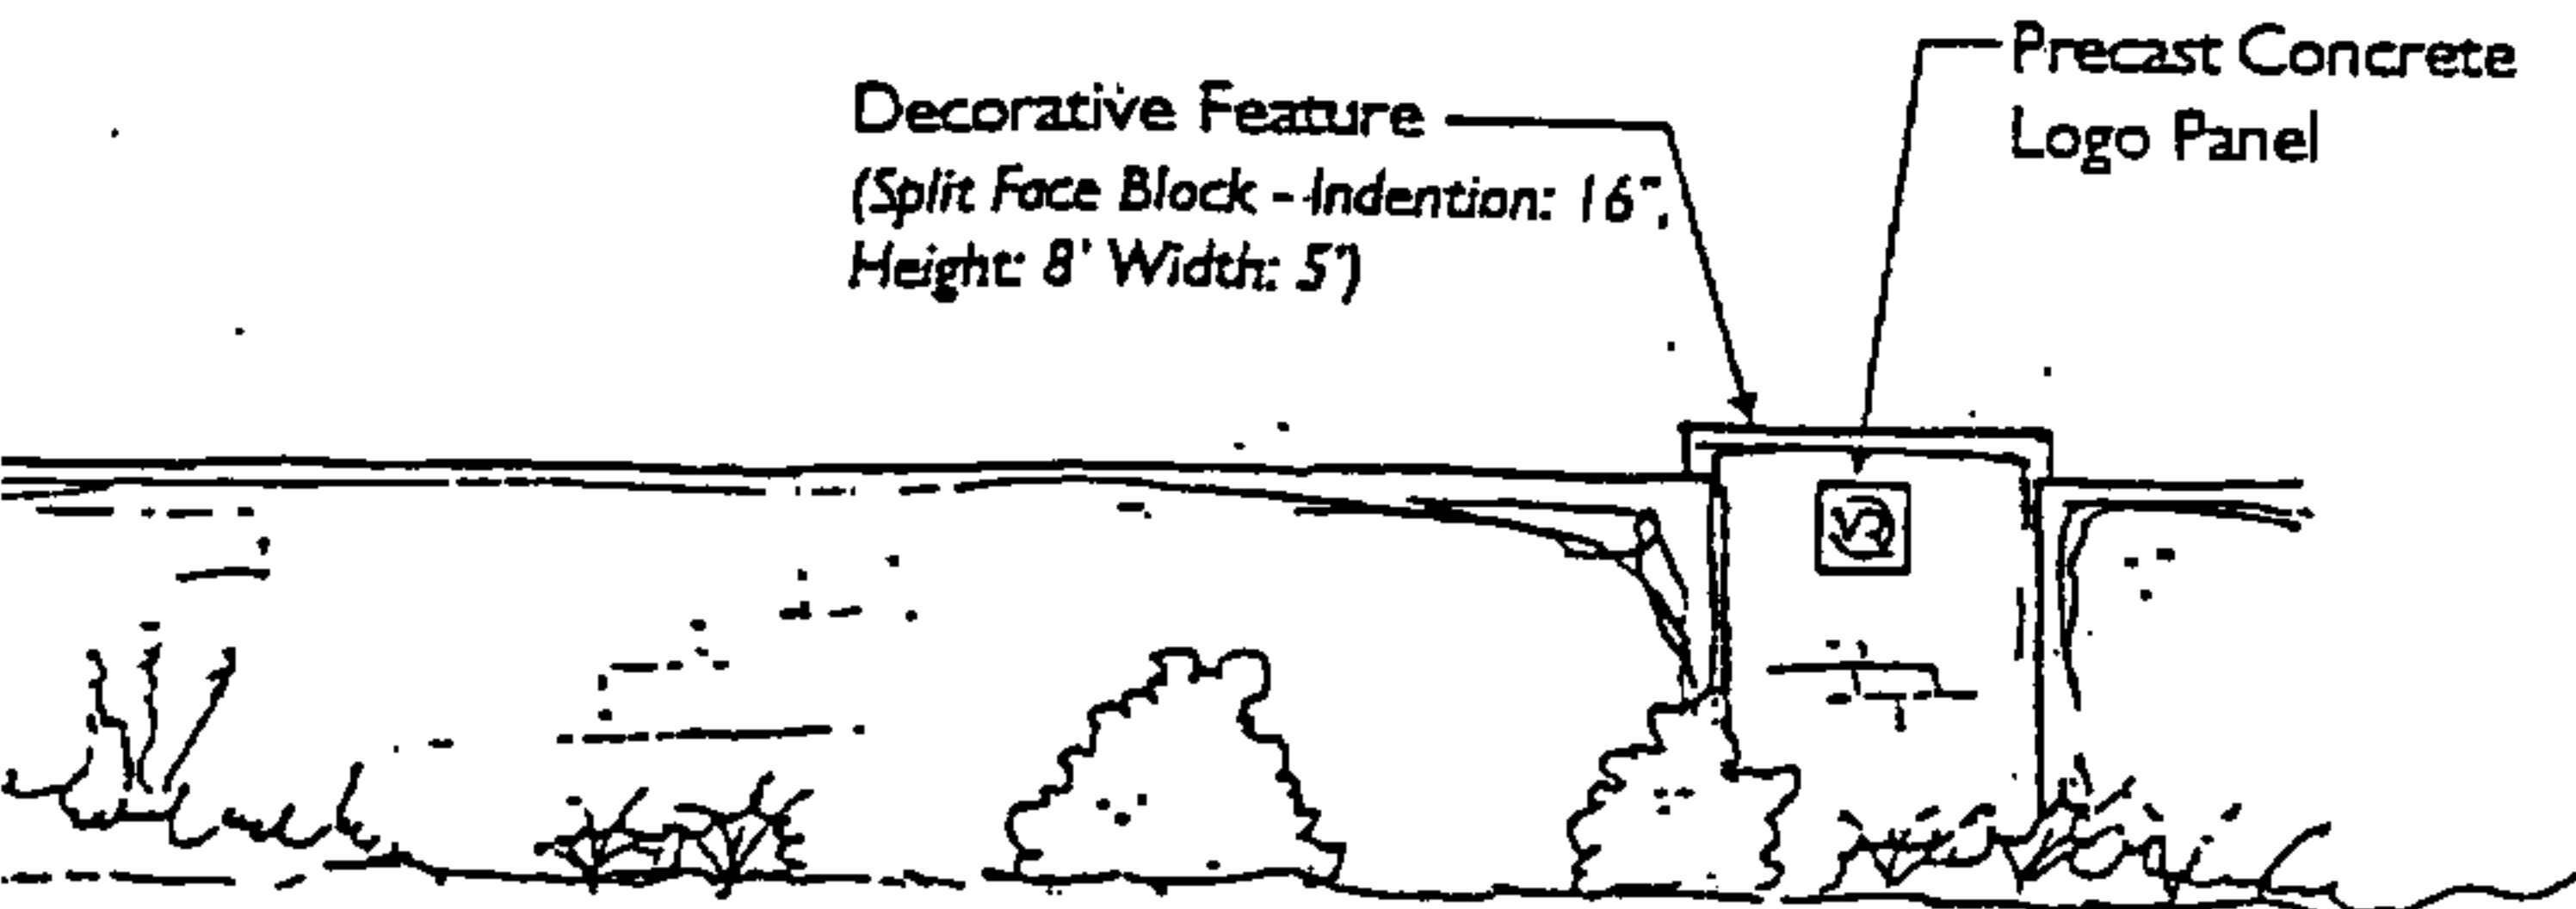 Precast Concrete
Logo Panel
Decorative Feature
(Split Face Block - Indention: 16",
Height: 8' Width: 5')